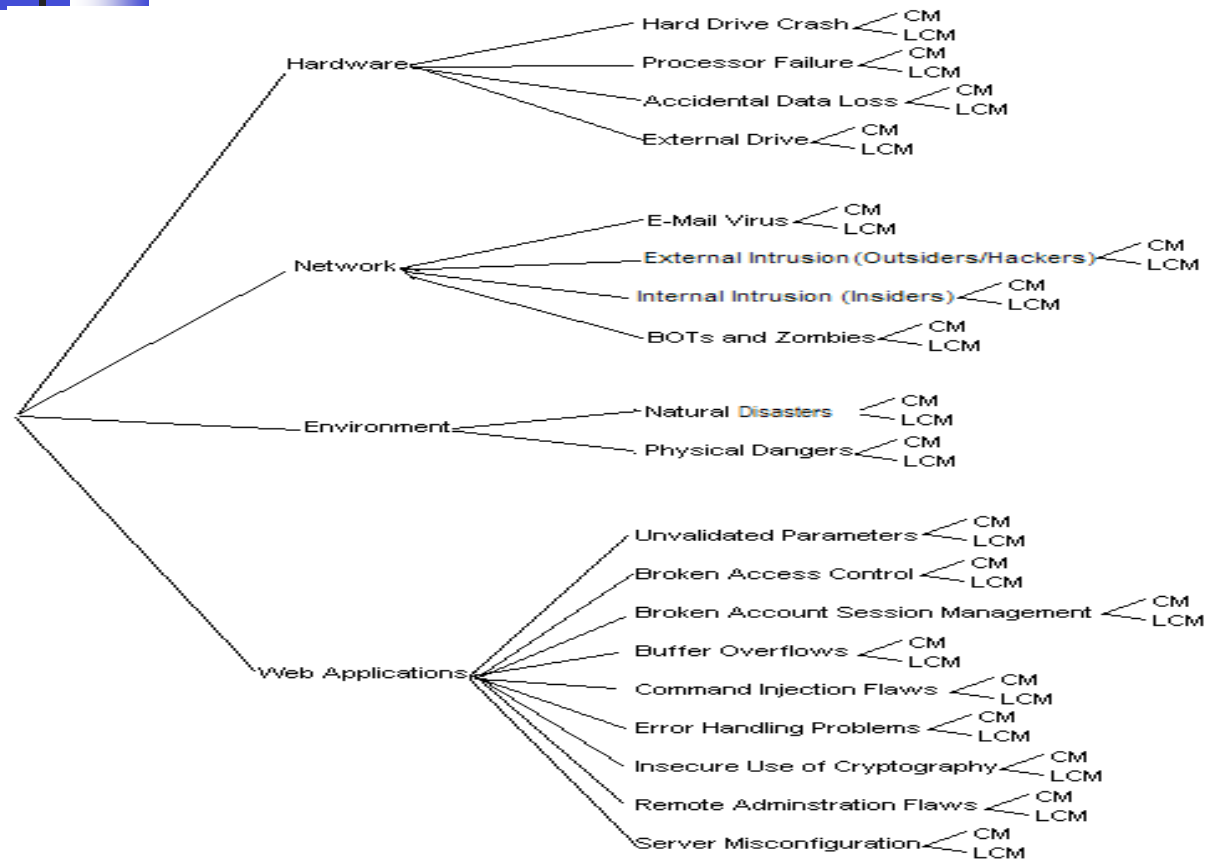 Hardware
Hard Drive Crash
CM
LCM
Processor Failure
CM
LCM
Accidental Data Loss
CM
LCM
External Drive
CM
LCM
Network
E-Mail Virus
CM
LCM
External Intrusion (Outsiders/Hackers)
CM
LCM
Internal Intrusion (Insiders)
CM
LCM
BOTs and Zombies
CM
LCM
Environment
Natural Disasters
CM
LCM
Physical Dangers
CM
LCM
Web Applications
Unvalidated Parameters
CM
LCM
Broken Access Control
CM
LCM
Broken Account Session Management
CM
LCM
Buffer Overflows
CM
LCM
Command Injection Flaws
CM
LCM
Error Handling Problems
CM
LCM
Insecure Use of Cryptography
CM
LCM
Remote Adminstration Flaws
CM
LCM
Server Misconfiguration
CM
LCM